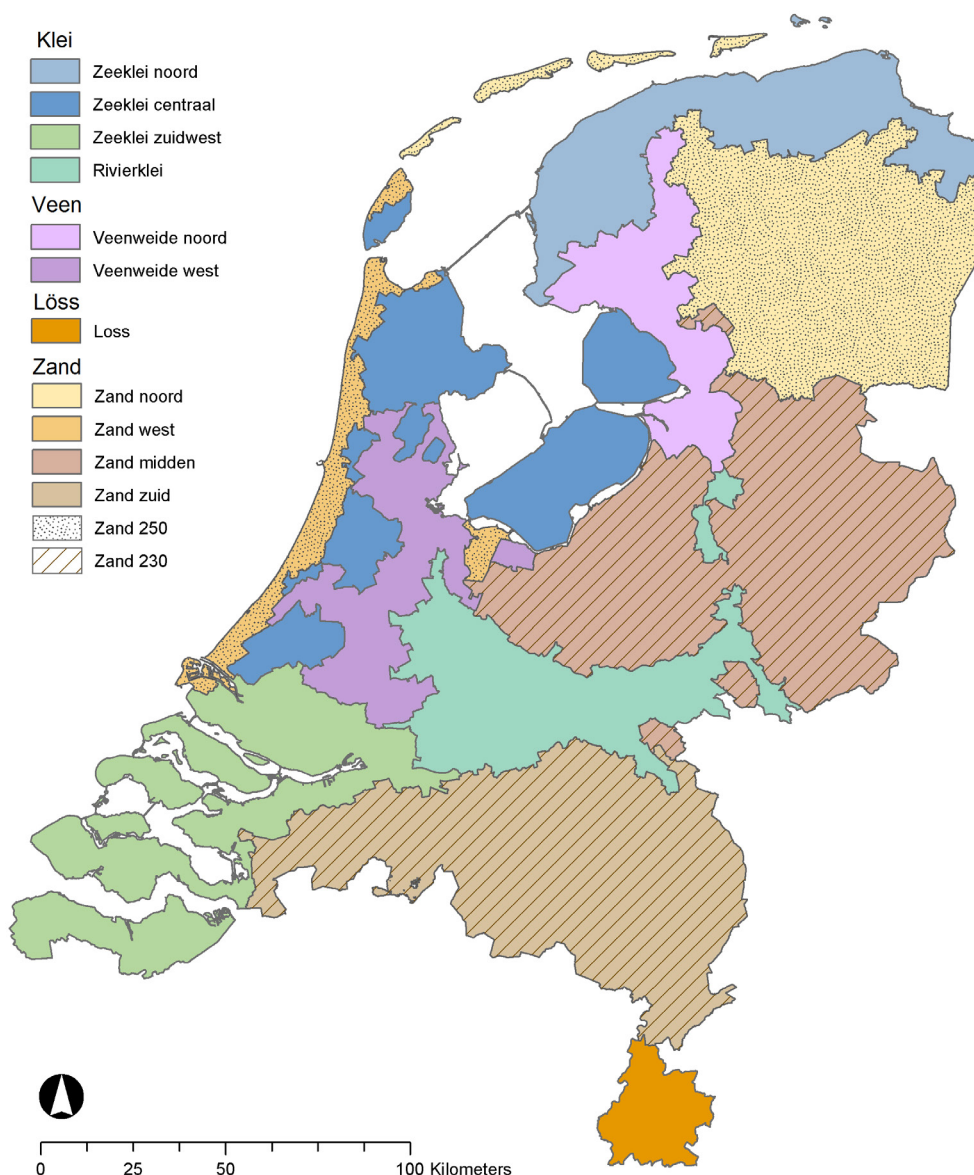 Klei
Zeeklei noord
Zeeklei centraal
Zeeklei zuidwest
Rivierklei
Veen
Veenweide noord
Veenweide west
Löss
Loss
Zand
Zand noord
Zand west
Zand midden
Zand zuid
Zand 250
Zand 230
0 25 50 100 Kilometers